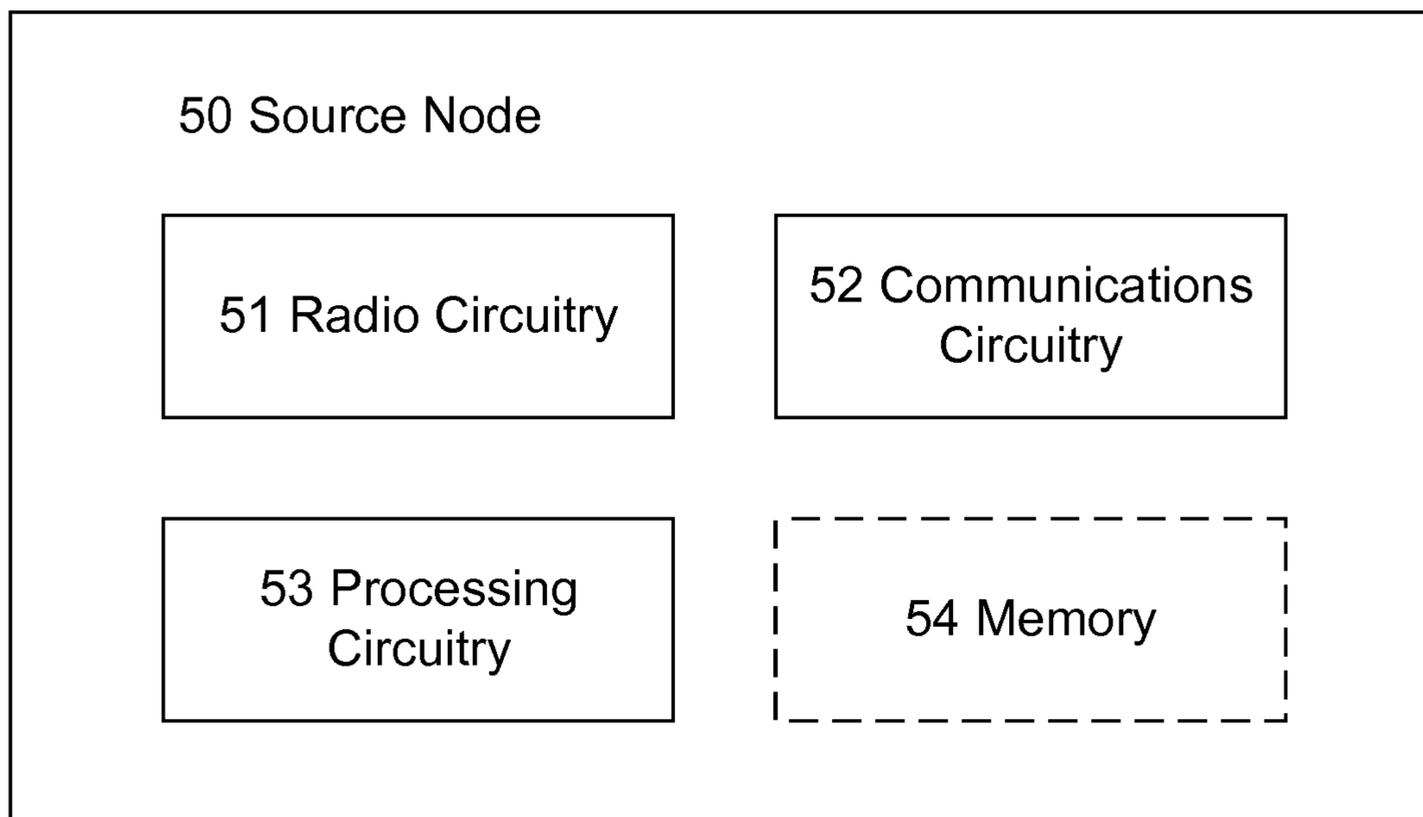 50 Source Node
51 Radio Circuitry
52 Communications
Circuitry
53 Processing
Circuitry
54 Memory